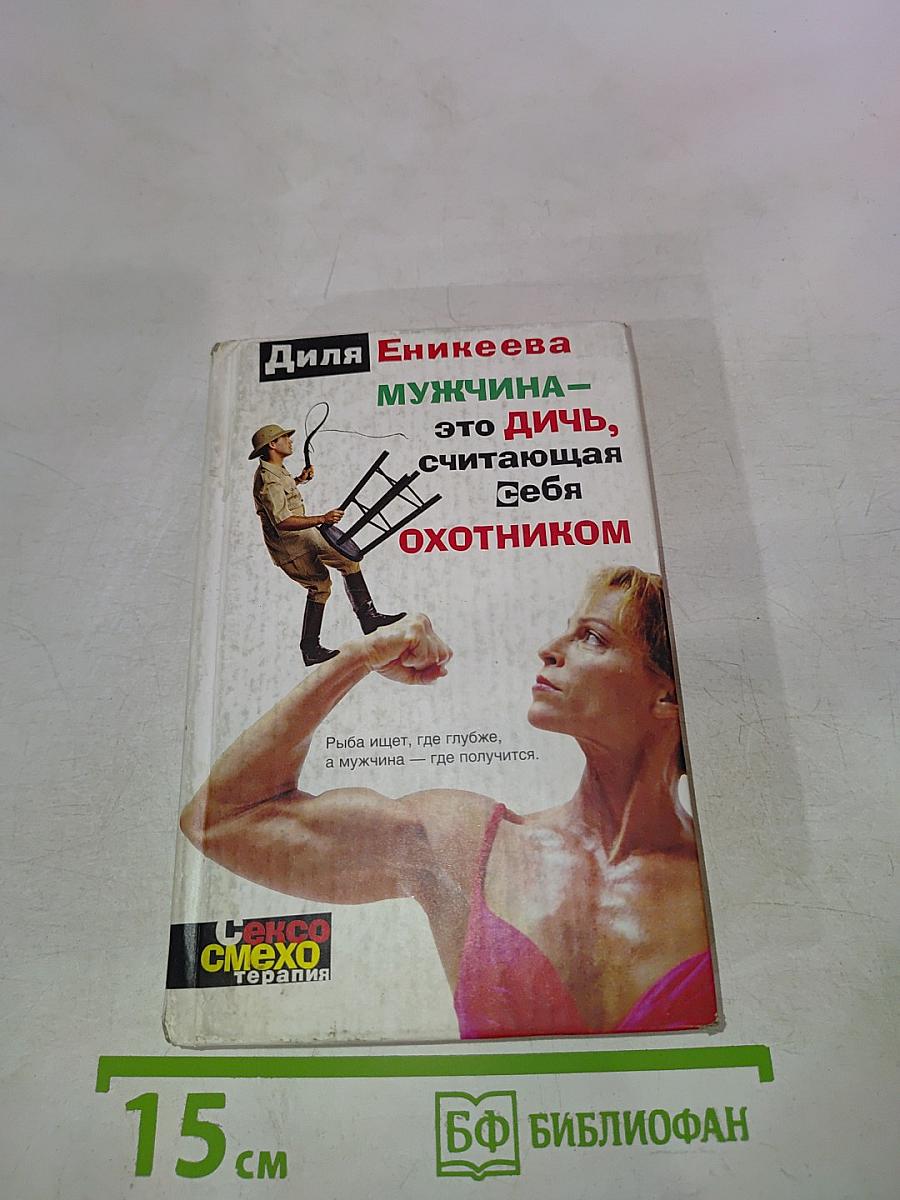 Диля Еникеева
МУЖЧИНА–
это ДИЧЬ,
считающая
себя
ОХОТНИКОМ
Рыба ищет, где глубже,
а мужчина — где получится.
Сексо
смехо
терапия
15 см
БФ БИБЛИОФАН